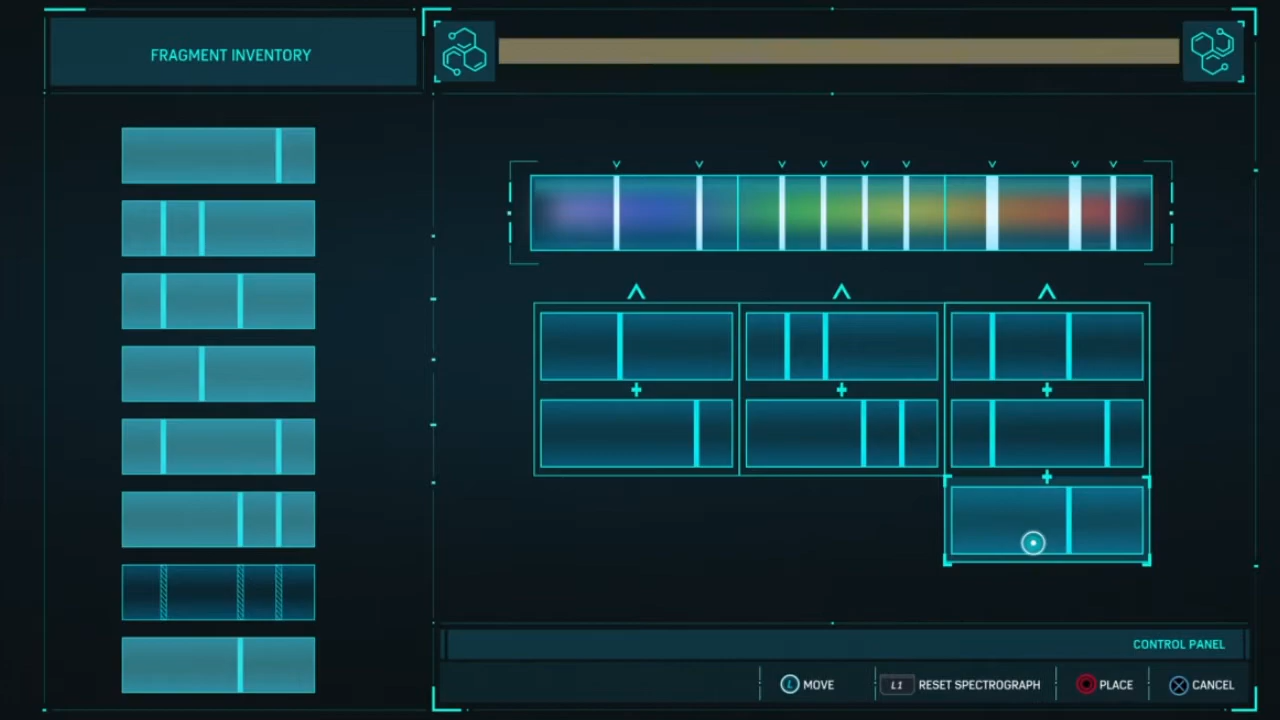 FRAGMENT INVENTORY
CONTROL PANEL
L MOVE
L1 RESET SPECTROGRAPH
PLACE
CANCEL